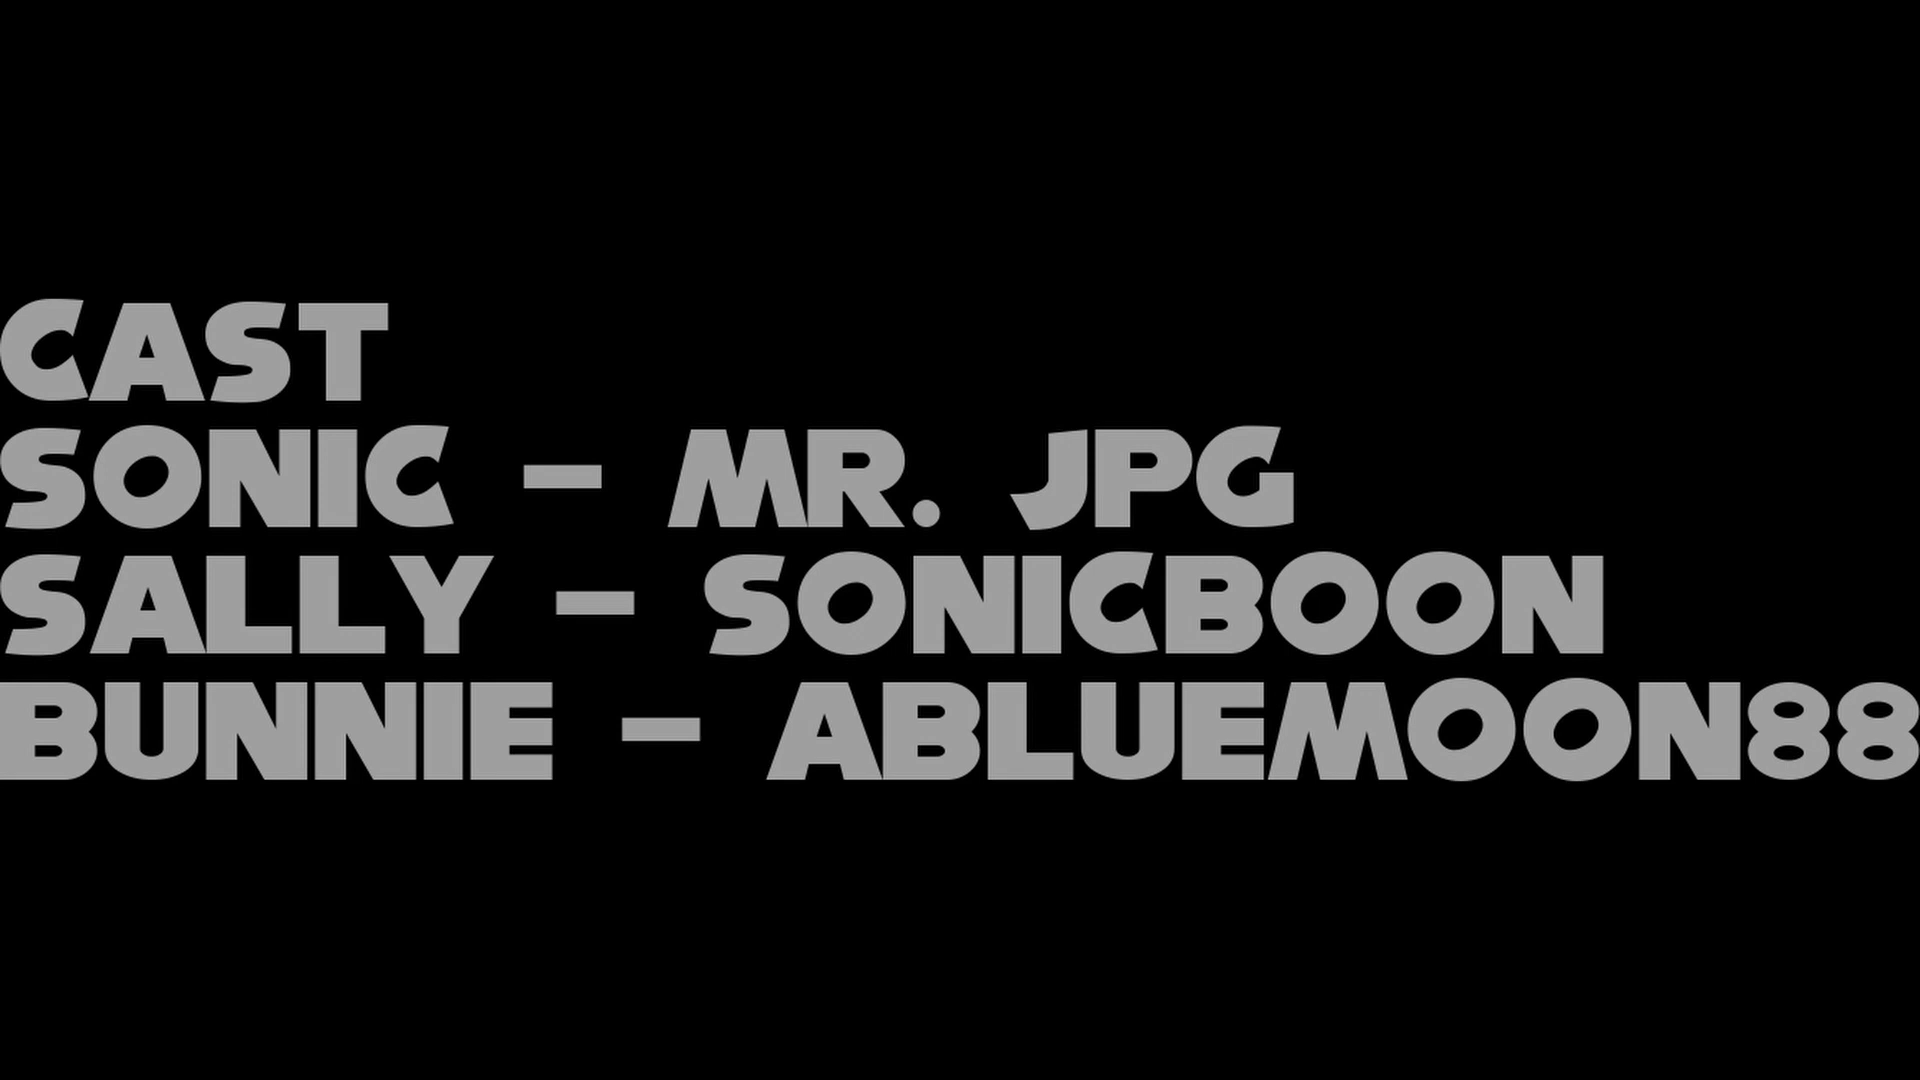 CAST
SONIC - MR. JPG
SALLY - SONICBOON
BUNNIE - ABLUEMOON88